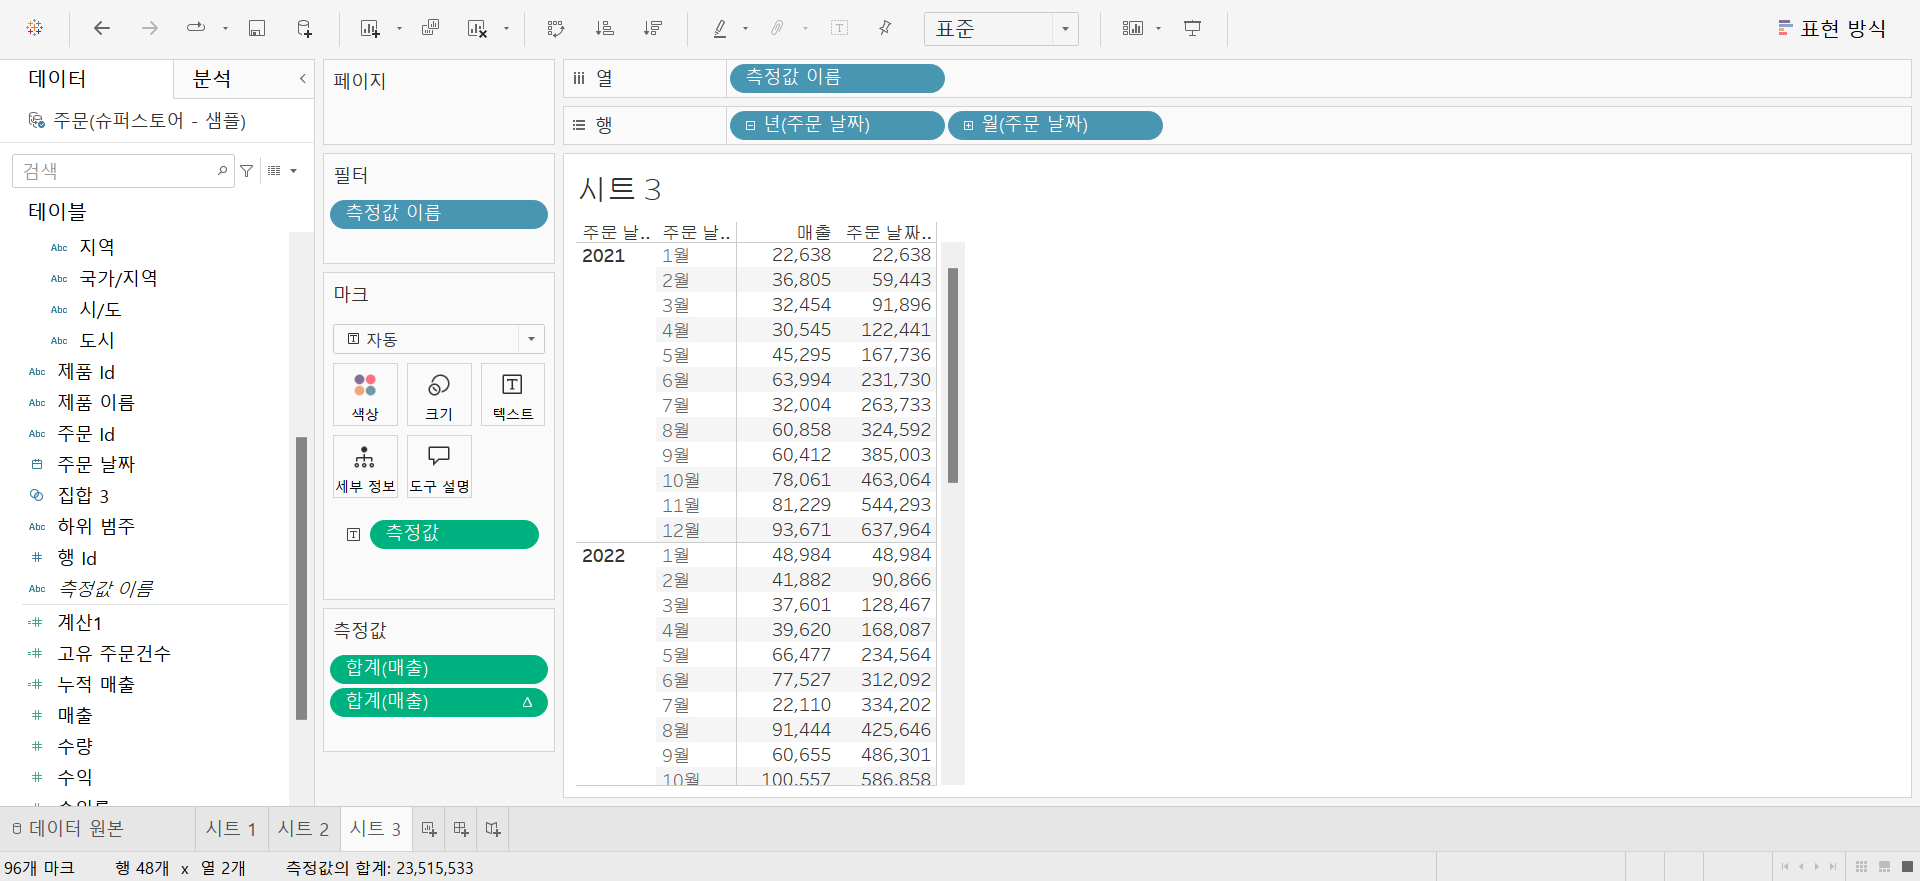 표준
표현 방식
데이터
분석
주문(슈퍼스토어 - 샘플)
검색
테이블
Abc 지역
Abc 국가/지역
Abc 시/도
Abc 도시
Abc 제품 Id
Abc 제품 이름
Abc 주문 Id
주문 날짜
집합 3
Abc 하위 범주
# 행 Id
Abc 측정값 이름
=# 계산1
=# 고유 주문건수
=# 누적 매출
# 매출
# 수량
# 수익
페이지
필터
측정값 이름
마크
자동
색상
크기
텍스트
세부 정보
도구 설명
측정값
측정값
합계(매출)
합계(매출) Δ
iii 열
측정값 이름
행
년(주문 날짜)
월(주문 날짜)
시트 3
주문 날.. 주문 날.. 매출 주문 날짜..
2021 1월 22,638 22,638
2월 36,805 59,443
3월 32,454 91,896
4월 30,545 122,441
5월 45,295 167,736
6월 63,994 231,730
7월 32,004 263,733
8월 60,858 324,592
9월 60,412 385,003
10월 78,061 463,064
11월 81,229 544,293
12월 93,671 637,964
2022 1월 48,984 48,984
2월 41,882 90,866
3월 37,601 128,467
4월 39,620 168,087
5월 66,477 234,564
6월 77,527 312,092
7월 22,110 334,202
8월 91,444 425,646
9월 60,655 486,301
10월 100,557 586,858
데이터 원본
시트 1
시트 2
시트 3
96개 마크
행 48개 x 열 2개
측정값의 합계: 23,515,533